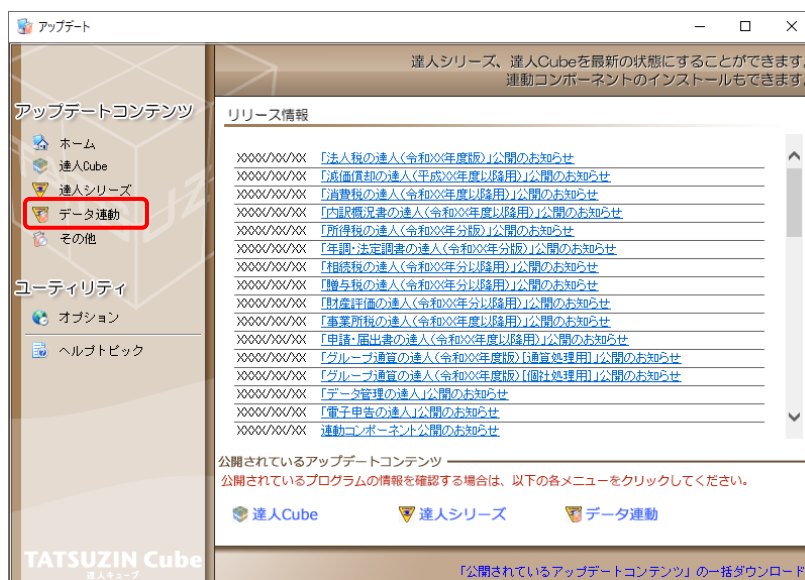 アップデート
達人シリーズ、達人Cubeを最新の状態にすることができます。
連動コンポーネントのインストールもできます。
アップデートコンテンツ
ホーム
達人Cube
達人シリーズ
データ連動
その他
ユーティリティ
オプション
ヘルプトピック
リリース情報
XXXX/XX/XX 「法人税の達人(令和XX年度版)」公開のお知らせ
XXXX/XX/XX 「減価償却の達人(平成XX年度以降用)」公開のお知らせ
XXXX/XX/XX 「消費税の達人(令和XX年度以降用)」公開のお知らせ
XXXX/XX/XX 「内訳概況書の達人(令和XX年度以降用)」公開のお知らせ
XXXX/XX/XX 「所得税の達人(令和XX年分版)」公開のお知らせ
XXXX/XX/XX 「年調・法定調書の達人(令和XX年分版)」公開のお知らせ
XXXX/XX/XX 「相続税の達人(令和XX年分以降用)」公開のお知らせ
XXXX/XX/XX 「贈与税の達人(令和XX年分以降用)」公開のお知らせ
XXXX/XX/XX 「財産評価の達人(令和XX年分以降用)」公開のお知らせ
XXXX/XX/XX 「事業所税の達人(令和XX年度以降用)」公開のお知らせ
XXXX/XX/XX 「申請・届出書の達人(令和XX年度以降用)」公開のお知らせ
XXXX/XX/XX 「グループ通算の達人(令和XX年度版)[通算処理用]」公開のお知らせ
XXXX/XX/XX 「グループ通算の達人(令和XX年度版)[個社処理用]」公開のお知らせ
XXXX/XX/XX 「データ管理の達人」公開のお知らせ
XXXX/XX/XX 「電子申告の達人」公開のお知らせ
XXXX/XX/XX 連動コンポーネント公開のお知らせ
公開されているアップデートコンテンツ
公開されているプログラムの情報を確認する場合は、以下の各メニューをクリックしてください。
達人Cube 達人シリーズ データ連動
TATSUZIN Cube
達人キューブ
「公開されているアップデートコンテンツ」の一括ダウンロード